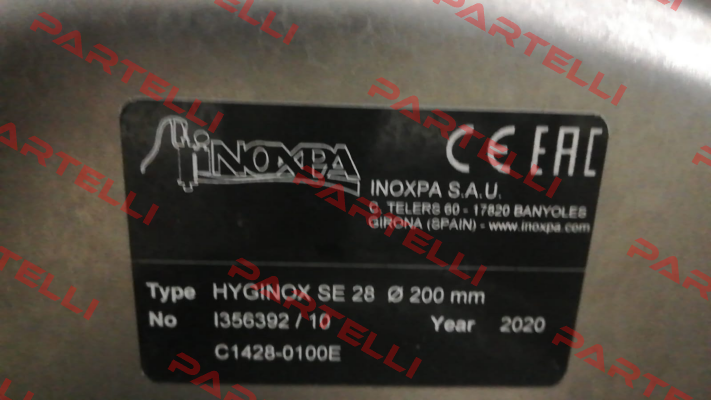 INOXPA
CE EAC
INOXPA S.A.U.
C. TELERS 60 - 17820 BANYOLES
GIRONA (SPAIN) - www.inoxpa.com
Type HYGINOX SE 28 Ø 200 mm
No I356392 / 10 Year 2020
C1428-0100E
PARTELLI
PARTELLI
PARTELLI
PARTELLI
PARTELLI
PARTELLI